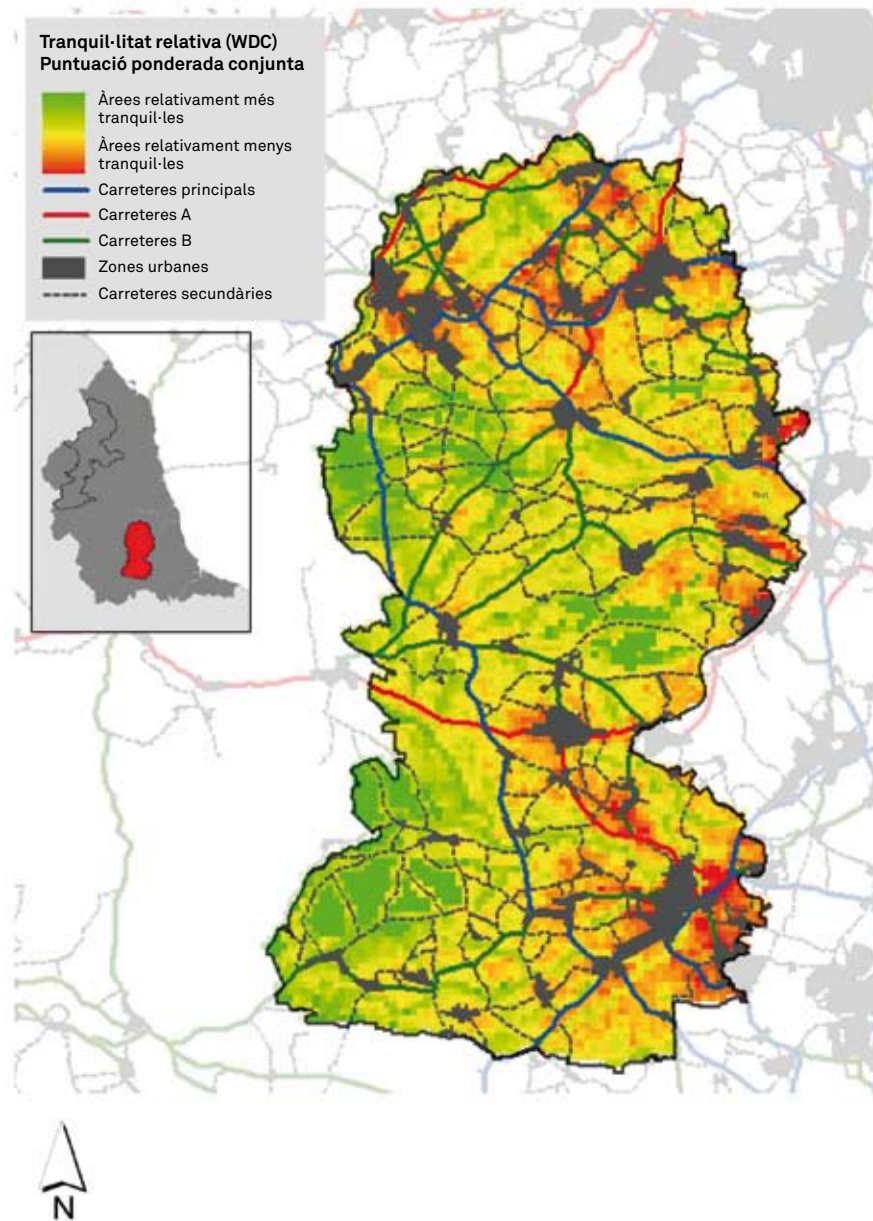 Tranquil·litat relativa (WDC)
Puntuació ponderada conjunta
Àrees relativament més
tranquil·les
Àrees relativament menys
tranquil·les
Carreteres principals
Carreteres A
Carreteres B
Zones urbanes
Carreteres secundàries
N